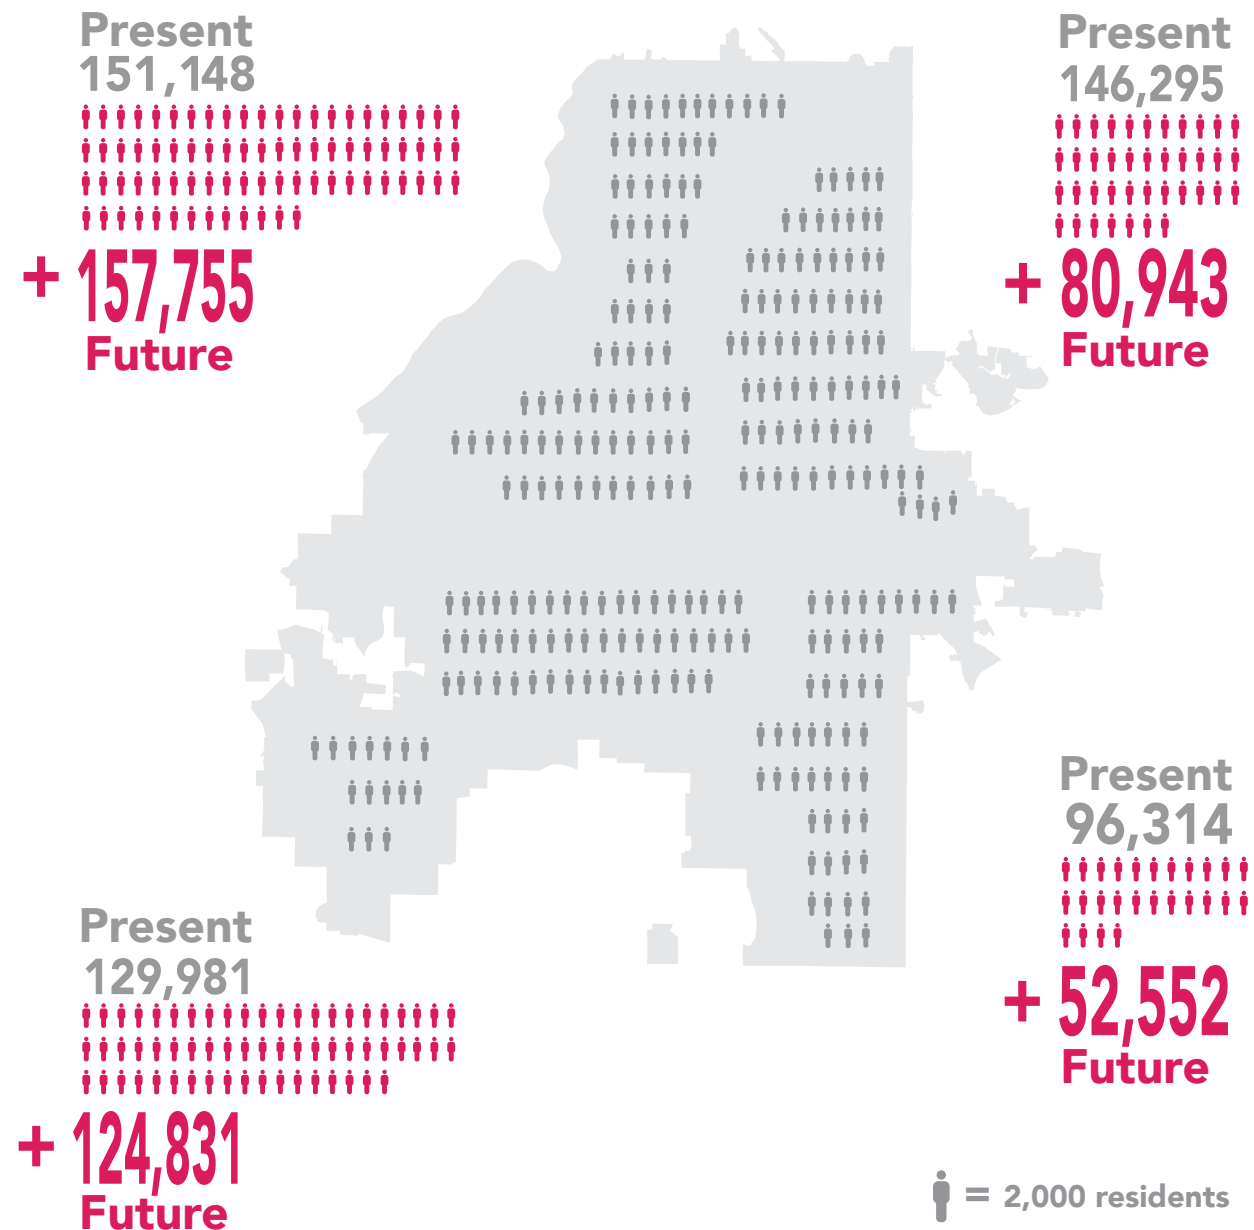 Present
151,148
+ 157,755
Future
Present
146,295
+ 80,943
Future
Present
129,981
+ 124,831
Future
Present
96,314
+ 52,552
Future
= 2,000 residents